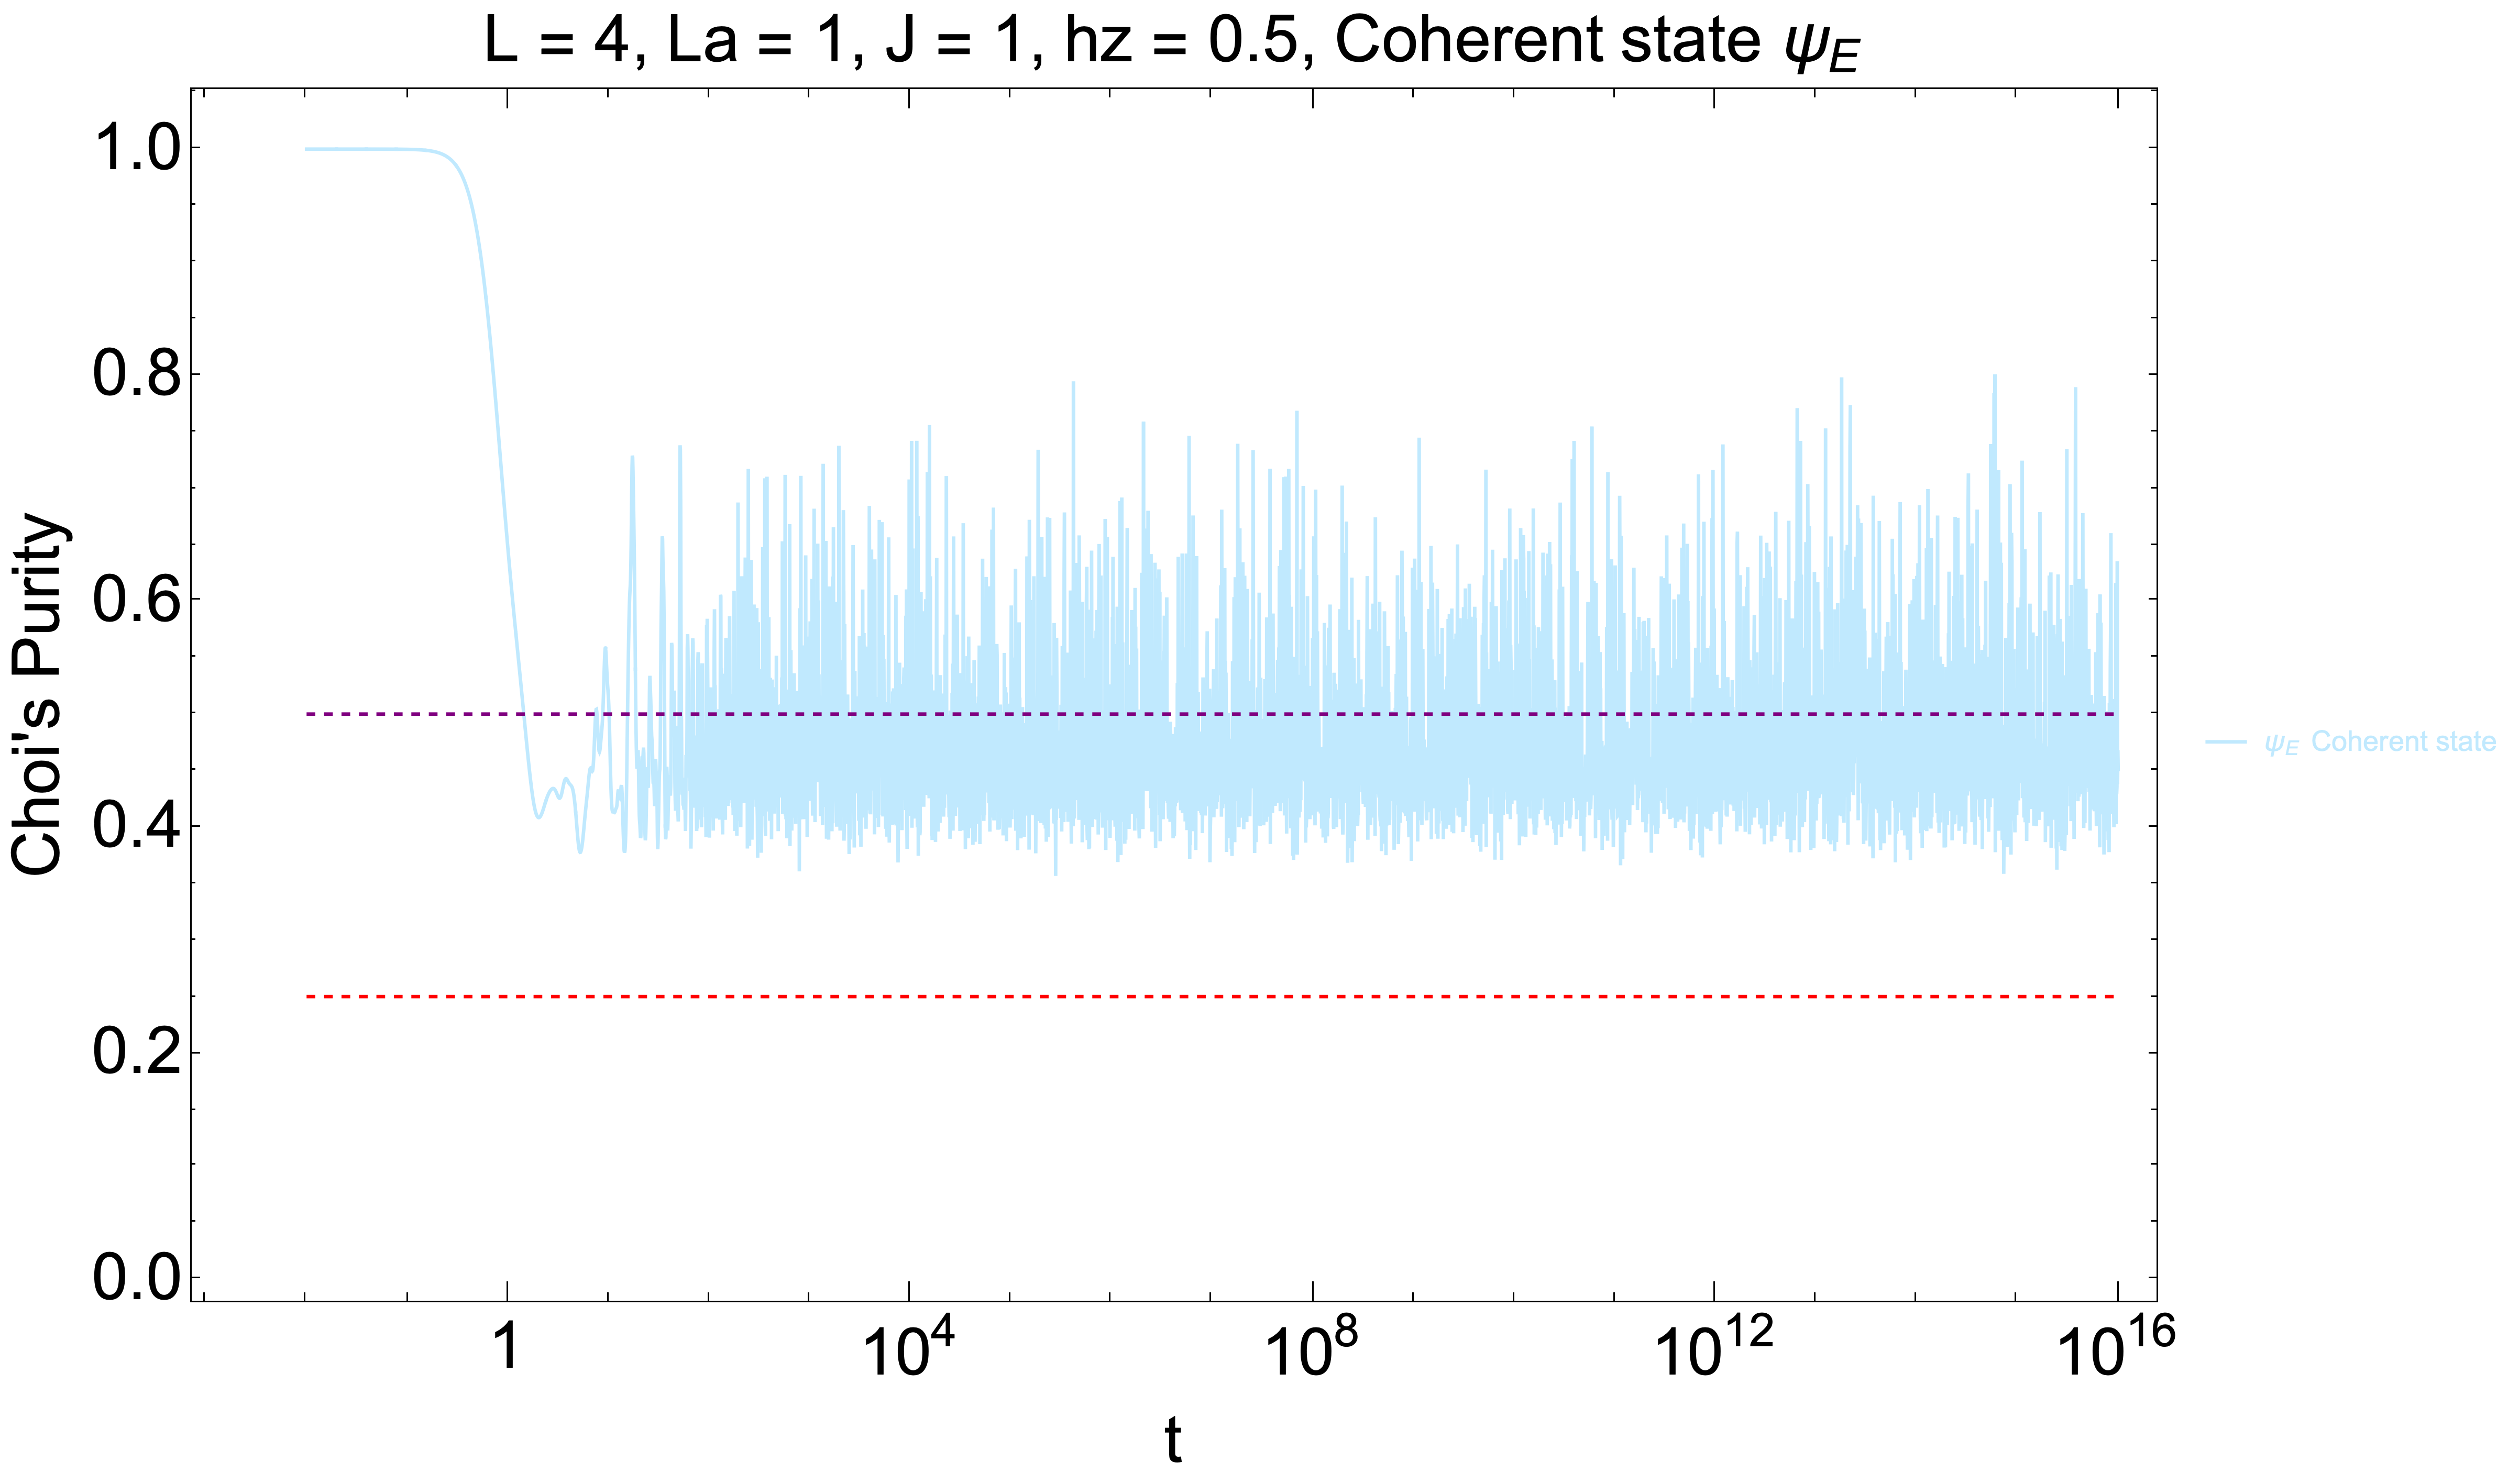 L = 4, La = 1, J = 1, hz = 0.5, Coherent state ψE
1.0
0.8
0.6
0.4
0.2
0.0
Choi's Purity
1
10^4
10^8
10^12
10^16
t
ψE Coherent state